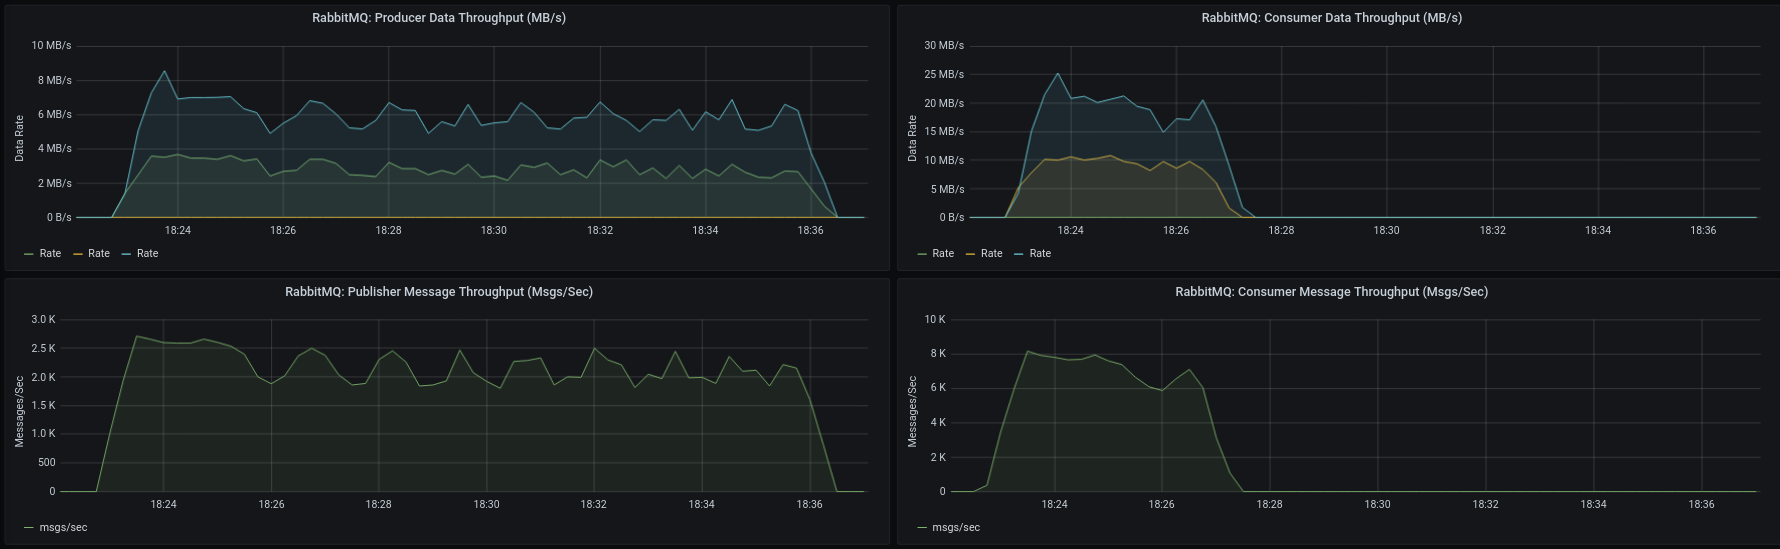 RabbitMQ: Producer Data Throughput (MB/s)
10 MB/s
8 MB/s
6 MB/s
4 MB/s
2 MB/s
0 B/s
Data Rate
18:24 18:26 18:28 18:30 18:32 18:34 18:36
Rate Rate Rate
RabbitMQ: Consumer Data Throughput (MB/s)
30 MB/s
25 MB/s
20 MB/s
15 MB/s
10 MB/s
5 MB/s
0 B/s
Data Rate
18:24 18:26 18:28 18:30 18:32 18:34 18:36
Rate Rate Rate
RabbitMQ: Publisher Message Throughput (Msgs/Sec)
3.0 K
2.5 K
2.0 K
1.5 K
1.0 K
500
0
Messages/Sec
18:24 18:26 18:28 18:30 18:32 18:34 18:36
msgs/sec
RabbitMQ: Consumer Message Throughput (Msgs/Sec)
10 K
8 K
6 K
4 K
2 K
0
Messages/Sec
18:24 18:26 18:28 18:30 18:32 18:34 18:36
msgs/sec